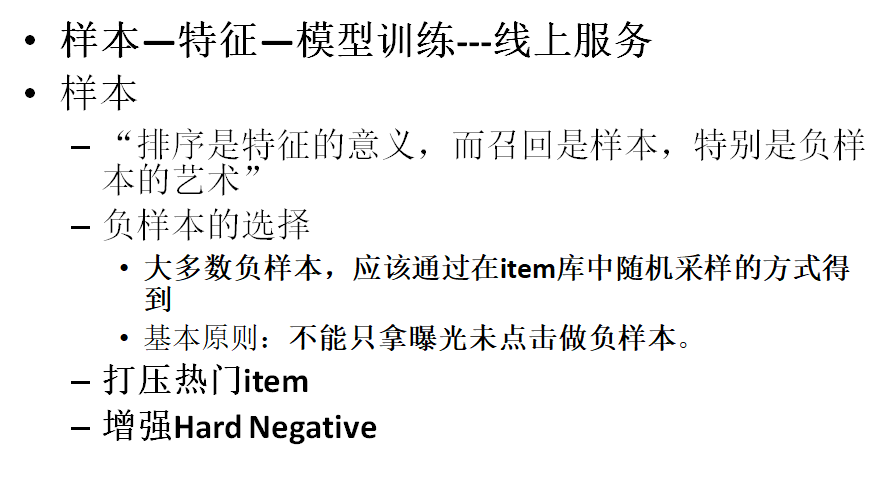 • 样本—特征—模型训练---线上服务
• 样本
– “排序是特征的意义，而召回是样本，特别是负样
本的艺术”
– 负样本的选择
• 大多数负样本，应该通过在item库中随机采样的方式得
到
• 基本原则：不能只拿曝光未点击做负样本。
– 打压热门item
– 增强Hard Negative